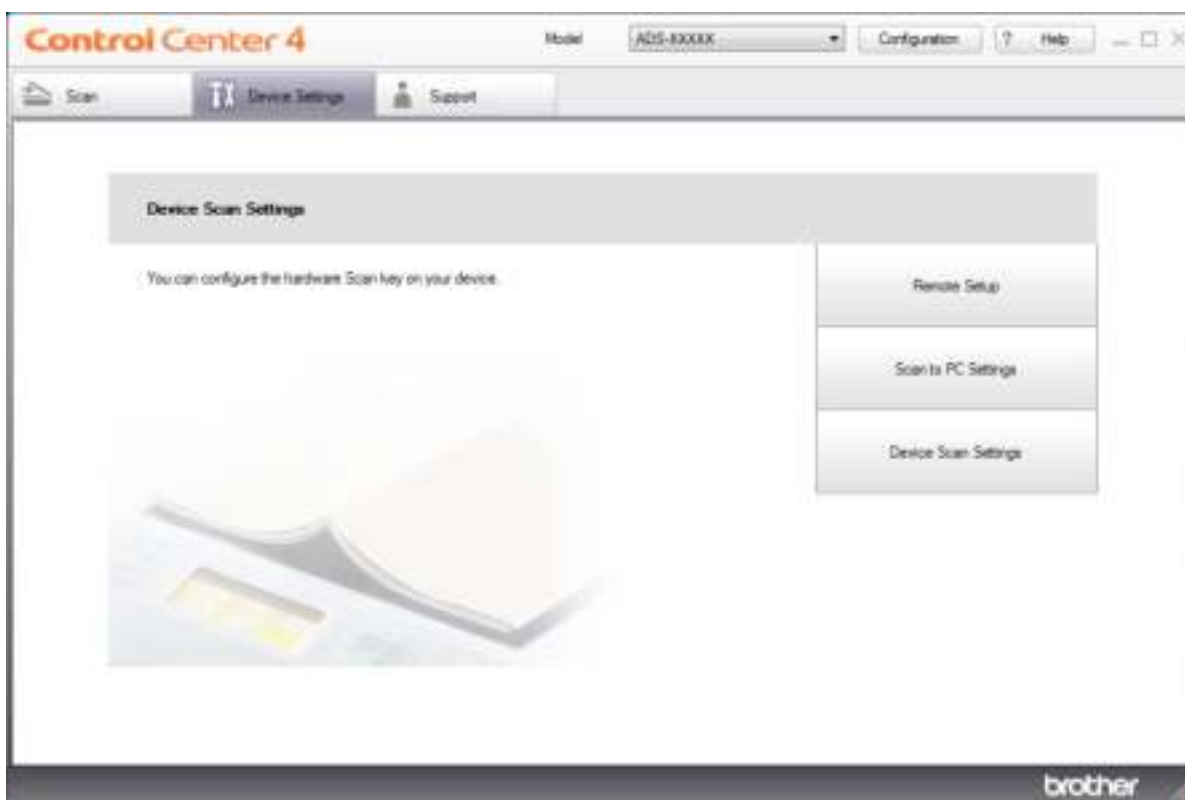 Control Center 4
Model ADS-XXXXX Configuration ? Help
Scan Device Settings Support
Device Scan Settings
You can configure the hardware Scan key on your device.
Remote Setup
Scan to PC Settings
Device Scan Settings
brother